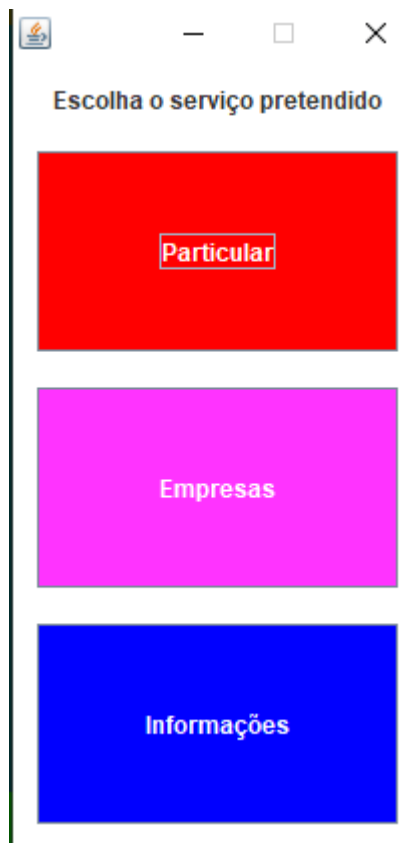 Escolha o serviço pretendido
Particular
Empresas
Informações